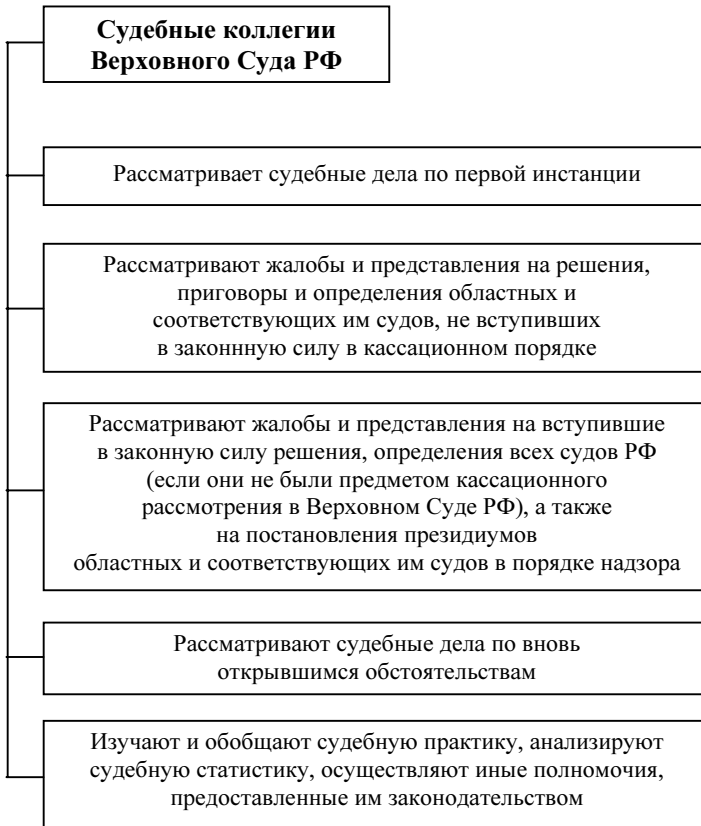 Судебные коллегии
Верховного Суда РФ
Рассматривает судебные дела по первой инстанции
Рассматривают жалобы и представления на решения,
приговоры и определения областных и
соответствующих им судов, не вступивших
в законнную силу в кассационном порядке
Рассматривают жалобы и представления на вступившие
в законную силу решения, определения всех судов РФ
(если они не были предметом кассационного
рассмотрения в Верховном Суде РФ), а также
на постановления президиумов
областных и соответствующих им судов в порядке надзора
Рассматривают судебные дела по вновь
открывшимся обстоятельствам
Изучают и обобщают судебную практику, анализируют
судебную статистику, осуществляют иные полномочия,
предоставленные им законодательством